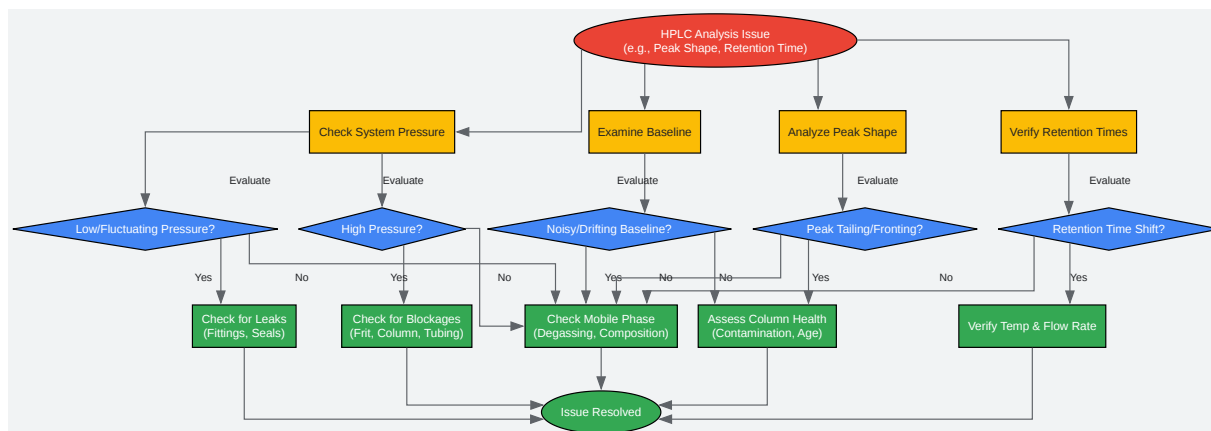 HPLC Analysis Issue
(e.g., Peak Shape, Retention Time)
Check System Pressure
Examine Baseline
Analyze Peak Shape
Verify Retention Times
Evaluate
Evaluate
Evaluate
Evaluate
Evaluate
Low/Fluctuating Pressure?
High Pressure?
Noisy/Drifting Baseline?
Peak Tailing/Fronting?
Retention Time Shift?
Yes
No
Yes
No
Yes
No
No
Yes
No
Yes
Check for Leaks
(Fittings, Seals)
Check for Blockages
(Frit, Column, Tubing)
Check Mobile Phase
(Degassing, Composition)
Assess Column Health
(Contamination, Age)
Verify Temp & Flow Rate
Issue Resolved